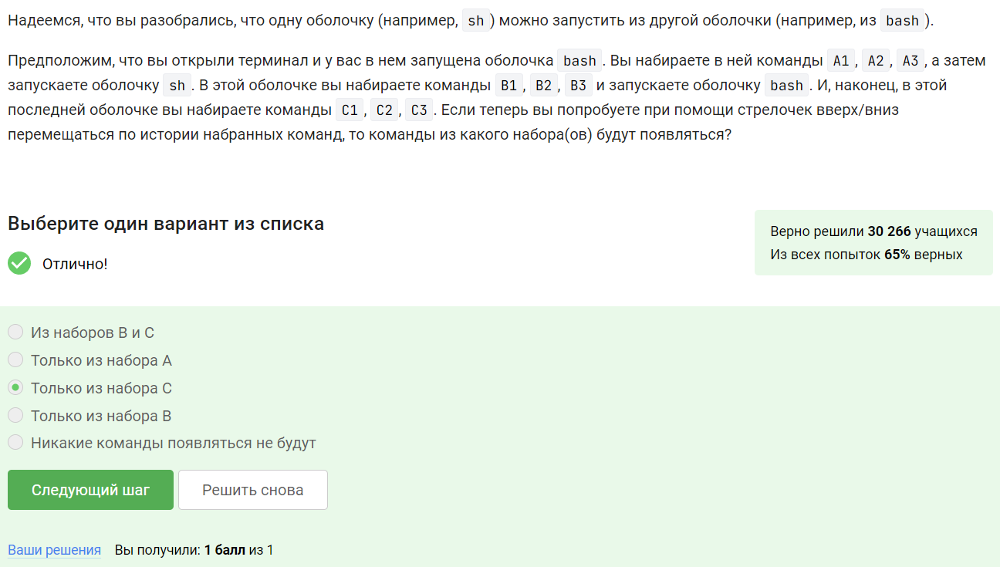 Надеемся, что вы разобрались, что одну оболочку (например, sh) можно запустить из другой оболочки (например, из bash).
Предположим, что вы открыли терминал и у вас в нем запущена оболочка bash. Вы набираете в ней команды A1, A2, A3, а затем
запускаете оболочку sh. В этой оболочке вы набираете команды B1, B2, B3 и запускаете оболочку bash. И, наконец, в этой
последней оболочке вы набираете команды C1, C2, C3. Если теперь вы попробуете при помощи стрелочек вверх/вниз
перемещаться по истории набранных команд, то команды из какого набора(ов) будут появляться?
Выберите один вариант из списка
Верно решили 30 266 учащихся
Из всех попыток 65% верных
Отлично!
Из наборов B и C
Только из набора A
Только из набора C
Только из набора B
Никакие команды появляться не будут
Следующий шаг
Решить снова
Ваши решения Вы получили: 1 балл из 1